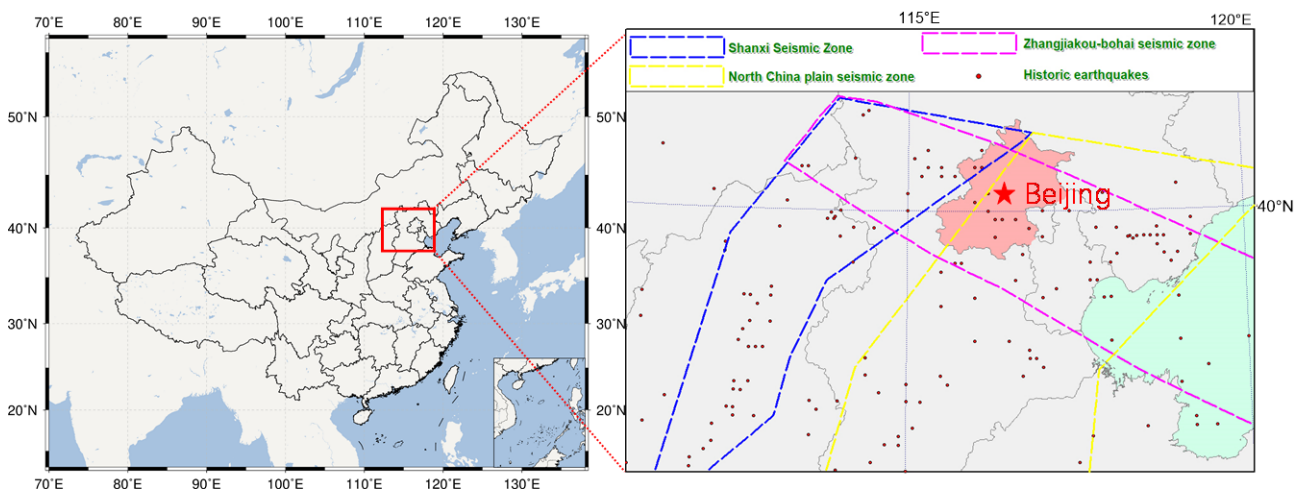 70°E 80°E 90°E 100°E 110°E 120°E 130°E
50°N 50°N
40°N 40°N
30°N 30°N
20°N 20°N
70°E 80°E 90°E 100°E 110°E 120°E 130°E
115°E 120°E
Shanxi Seismic Zone Zhangjiakou-bohai seismic zone
North China plain seismic zone Historic earthquakes
Beijing
40°N